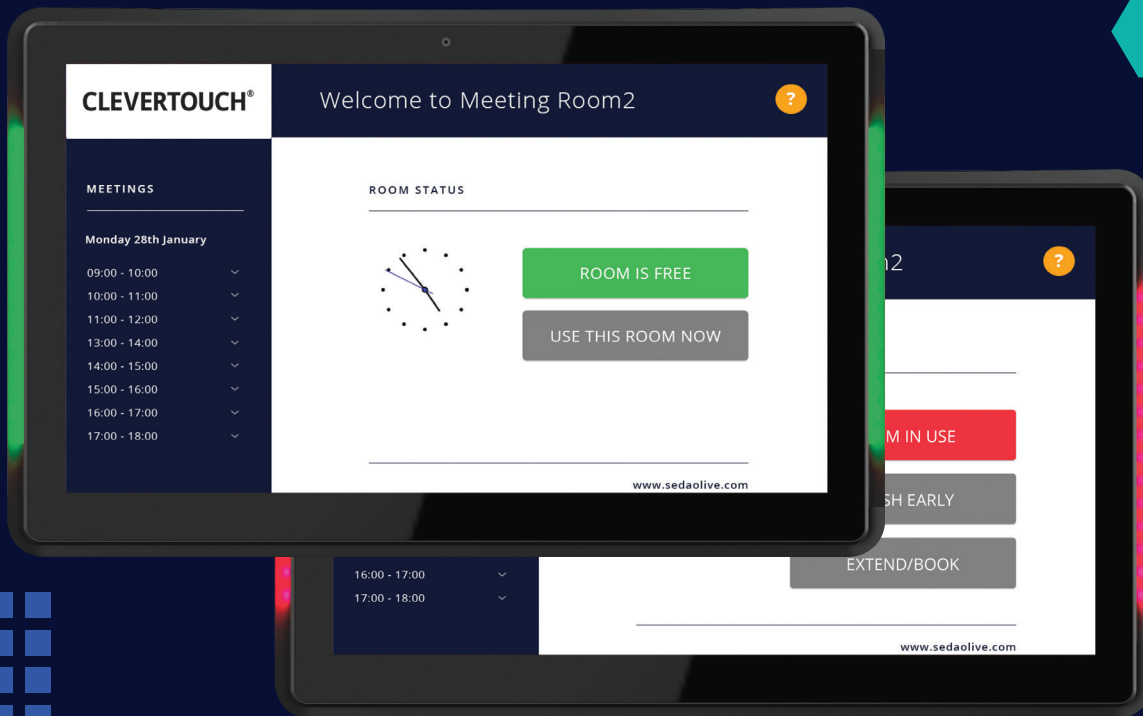 CLEVERTOUCH®
Welcome to Meeting Room2
?
MEETINGS
Monday 28th January
09:00 - 10:00
10:00 - 11:00
11:00 - 12:00
13:00 - 14:00
14:00 - 15:00
15:00 - 16:00
16:00 - 17:00
17:00 - 18:00
ROOM STATUS
ROOM IS FREE
USE THIS ROOM NOW
www.sedaolive.com
?
M IN USE
SH EARLY
EXTEND/BOOK
16:00 - 17:00
17:00 - 18:00
www.sedaolive.com